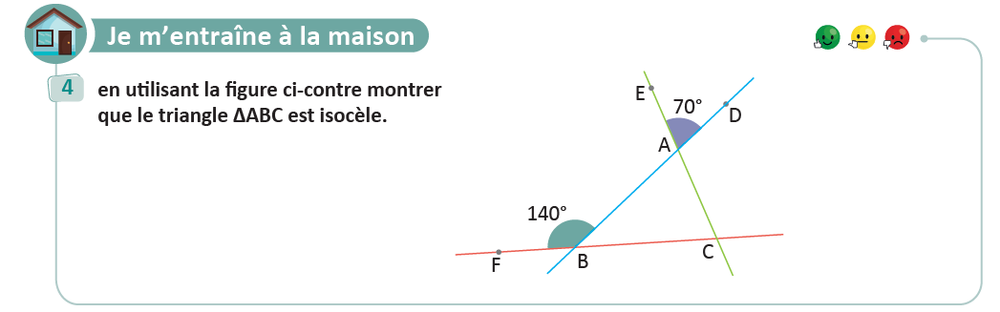 Je m’entraîne à la maison
4 en utilisant la figure ci-contre montrer
que le triangle ΔABC est isocèle.
E
70°
D
A
140°
F
B
C